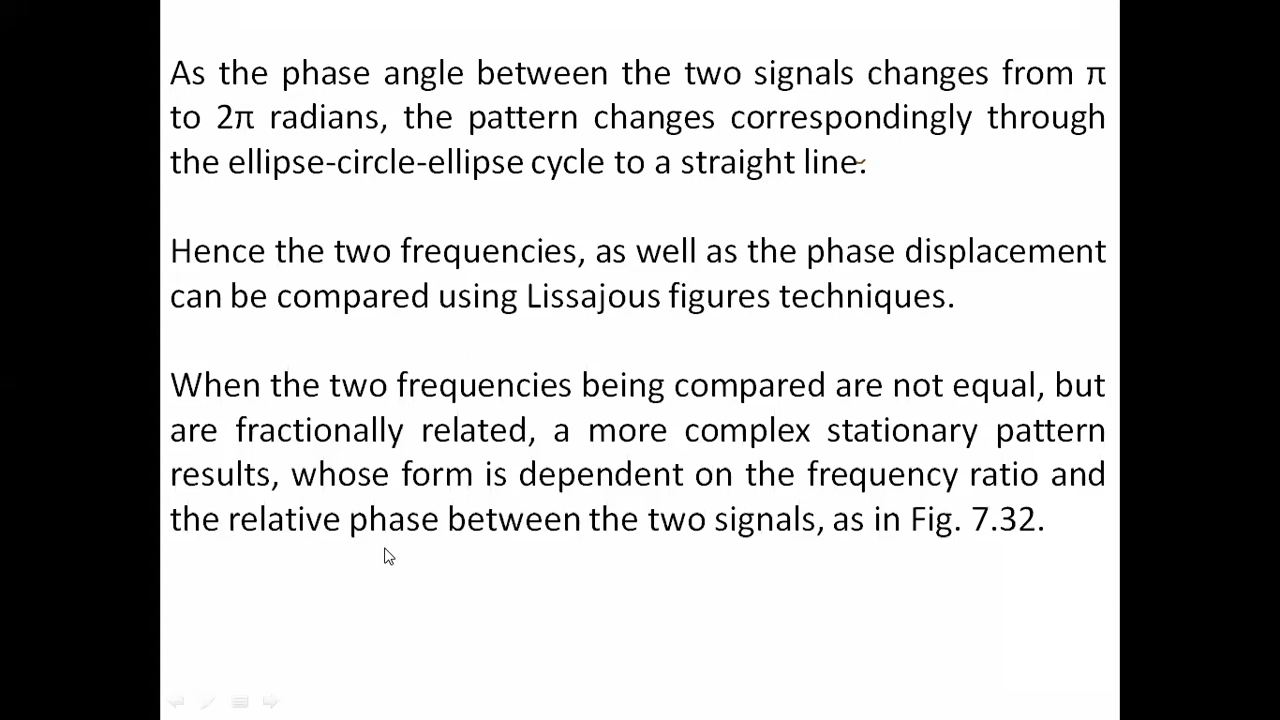 As the phase angle between the two signals changes from π
to 2π radians, the pattern changes correspondingly through
the ellipse-circle-ellipse cycle to a straight line.
Hence the two frequencies, as well as the phase displacement
can be compared using Lissajous figures techniques.
When the two frequencies being compared are not equal, but
are fractionally related, a more complex stationary pattern
results, whose form is dependent on the frequency ratio and
the relative phase between the two signals, as in Fig. 7.32.